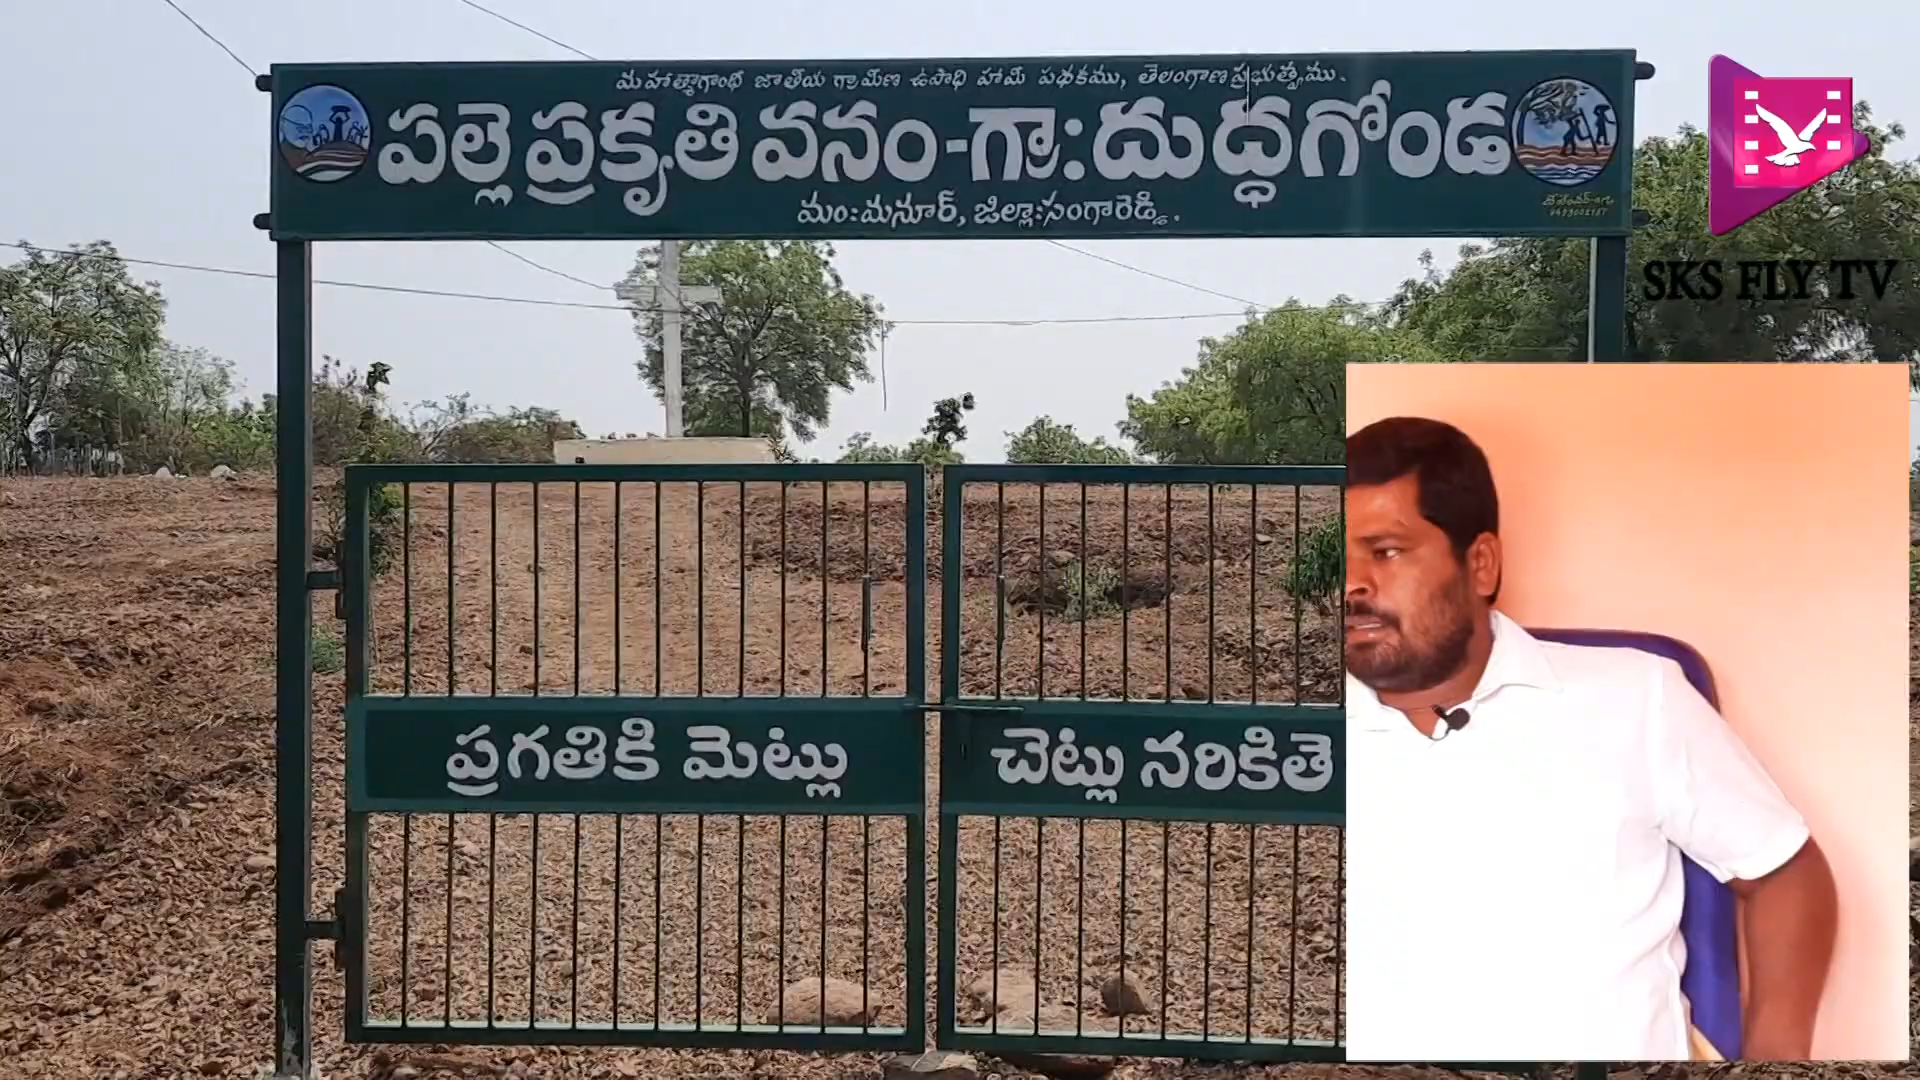 మహాత్మాగాంధీ జాతీయ గ్రామీణ ఉపాధి హామీ పథకము, తెలంగాణ ప్రభుత్వము.
పల్లె ప్రకృతి వనం-గ్రా: దుద్ధగోండ
మం:మనూర్, జిల్లా:సంగారెడ్డి.
SKS FLY TV
ప్రగతికి మెట్లు
చెట్లు నరికితె